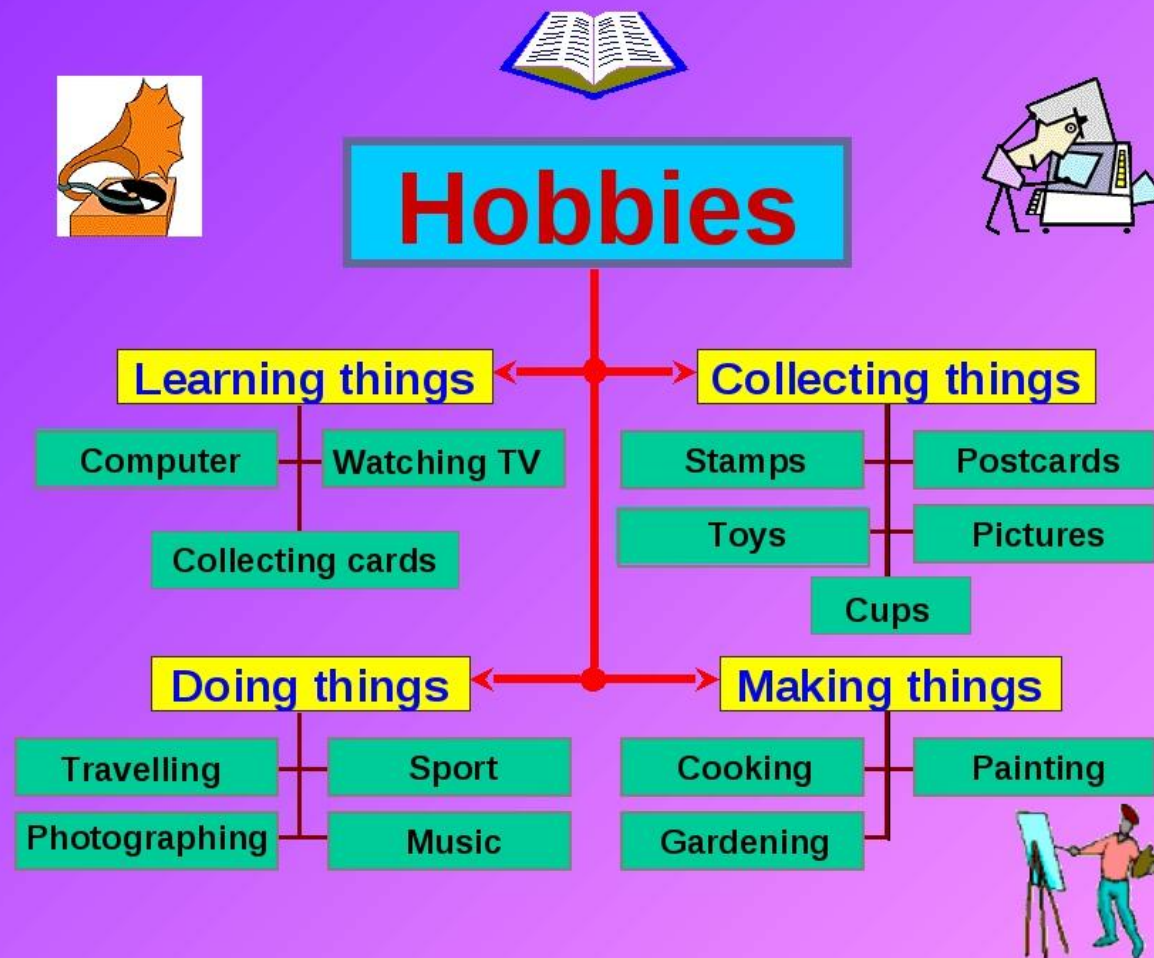 Hobbies
Learning things
Collecting things
Computer
Watching TV
Stamps
Postcards
Collecting cards
Toys
Pictures
Cups
Doing things
Making things
Travelling
Sport
Cooking
Painting
Photographing
Music
Gardening